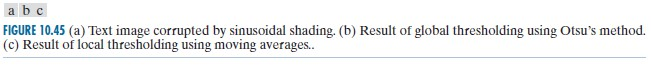 a b c
FIGURE 10.45 (a) Text image corrupted by sinusoidal shading. (b) Result of global thresholding using Otsu's method.
(c) Result of local thresholding using moving averages..